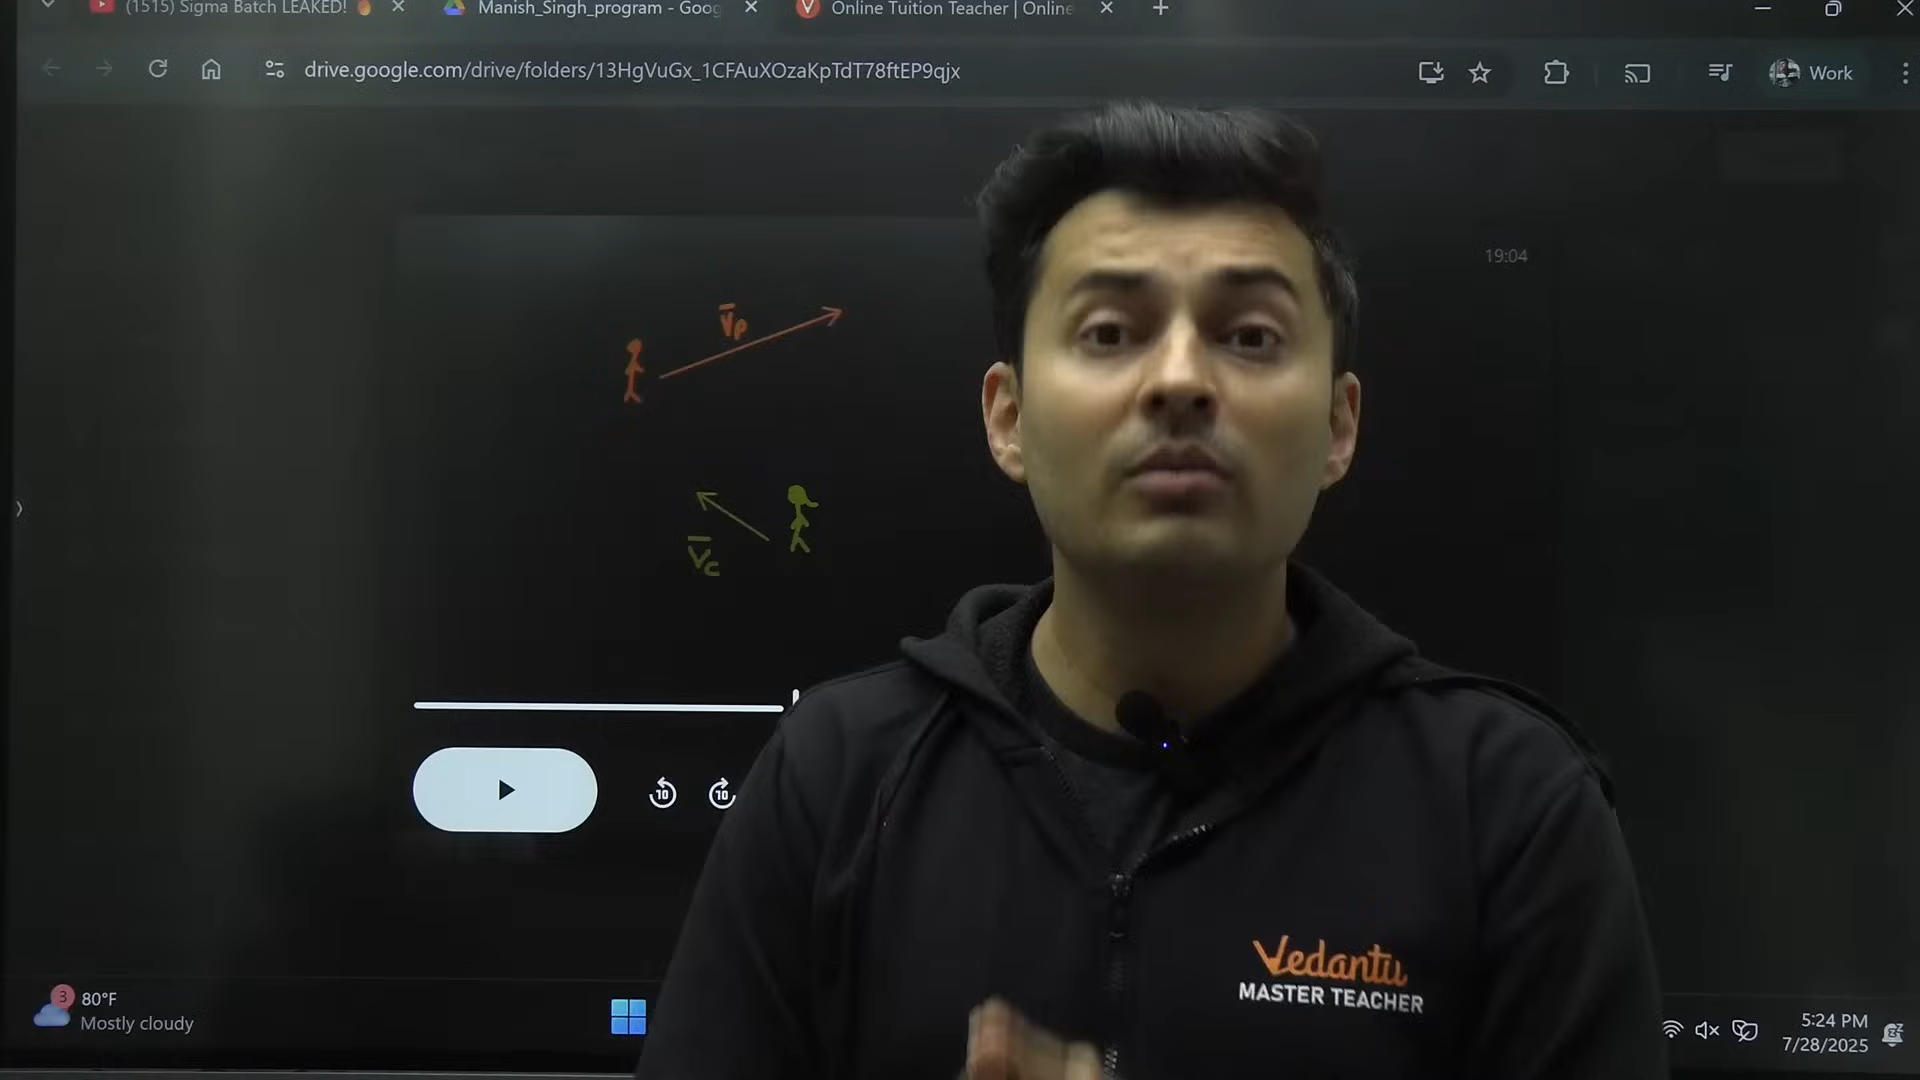 (1515) Sigma Batch LEAKED!
Manish_Singh_program - Goog
Online Tuition Teacher | Online
drive.google.com/drive/folders/13HgVuGx_1CFAuXOzaKpTdT78ftEP9qjx
Work
19:04
V̄p
V̄c
10
10
Vedantu
MASTER TEACHER
3
80°F
Mostly cloudy
5:24 PM
7/28/2025